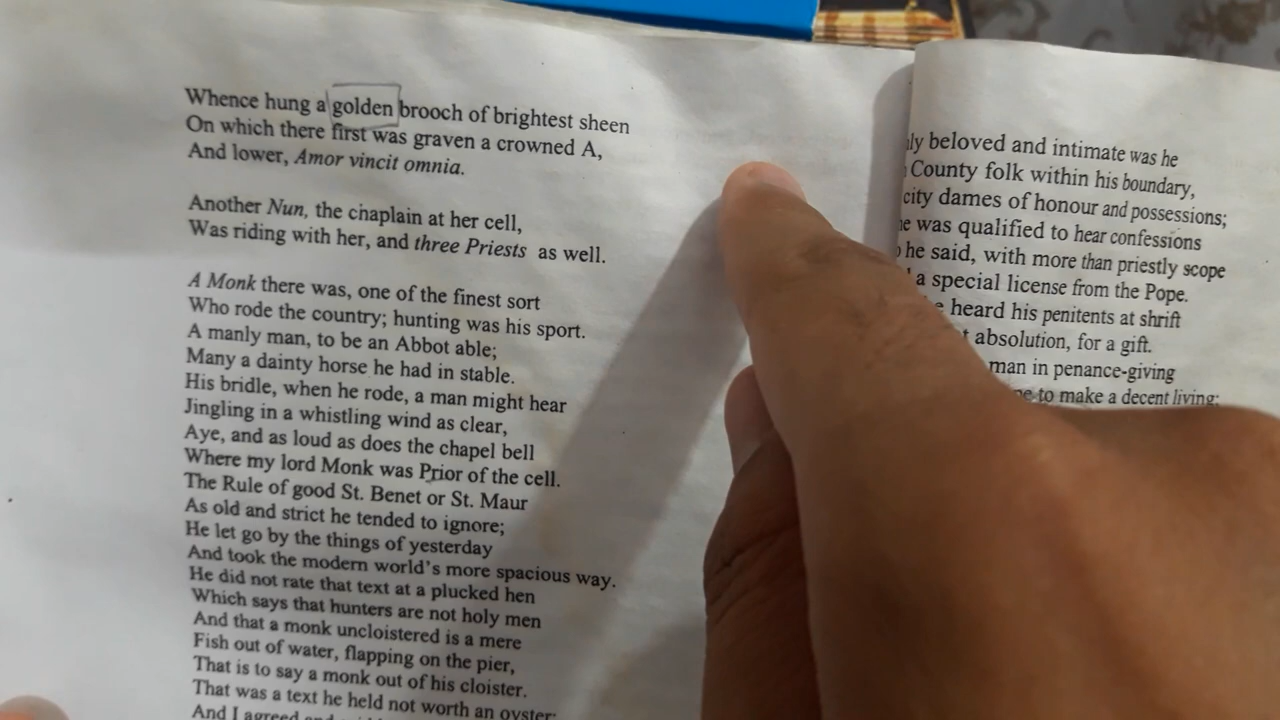 Whence hung a golden brooch of brightest sheen
On which there first was graven a crowned A,
And lower, Amor vincit omnia.
Another Nun, the chaplain at her cell,
Was riding with her, and three Priests as well.
A Monk there was, one of the finest sort
Who rode the country; hunting was his sport.
A manly man, to be an Abbot able;
Many a dainty horse he had in stable.
His bridle, when he rode, a man might hear
Jingling in a whistling wind as clear,
Aye, and as loud as does the chapel bell
Where my lord Monk was Prior of the cell.
The Rule of good St. Benet or St. Maur
As old and strict he tended to ignore;
He let go by the things of yesterday
And took the modern world's more spacious way.
He did not rate that text at a plucked hen
Which says that hunters are not holy men
And that a monk uncloistered is a mere
Fish out of water, flapping on the pier,
That is to say a monk out of his cloister.
That was a text he held not worth an oyster;
And I agreed and
beloved and intimate was he
County folk within his boundary,
city dames of honour and possessions;
was qualified to hear confessions
he said, with more than priestly scope
a special license from the Pope.
heard his penitents at shrift
absolution, for a gift.
man in penance-giving
to make a decent living;